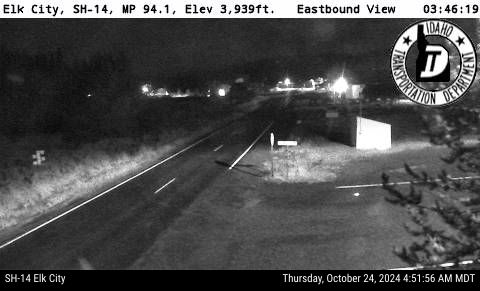 Elk City, SH-14, MP 94.1, Elev 3,939ft. Eastbound View 03:46:19
IDAHO
TRANSPORTATION DEPARTMENT
SH-14 Elk City Thursday, October 24, 2024 4:51:56 AM MDT